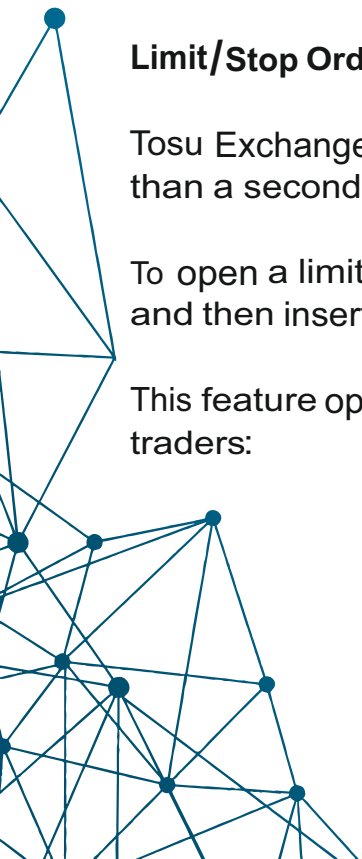 Limit/Stop Ord
Tosu Exchange
than a second
To open a limit
and then inser
This feature op
traders: